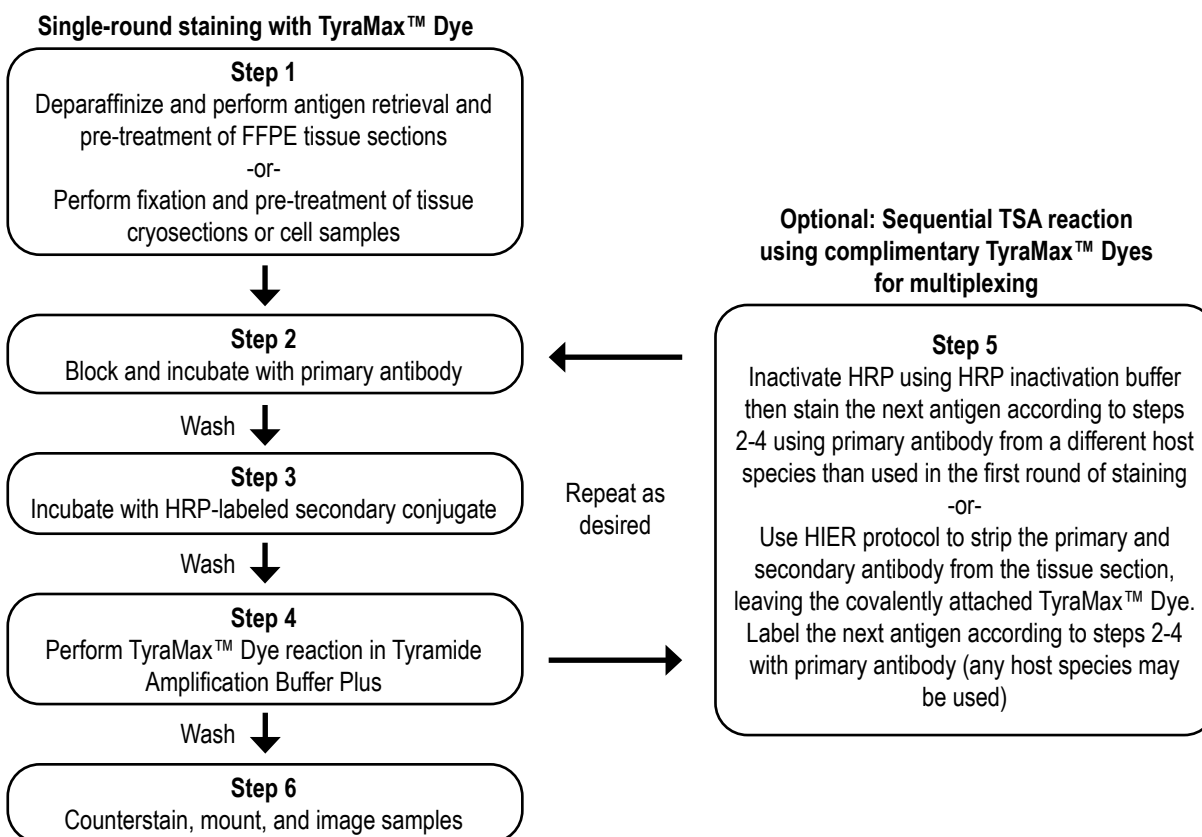 Single-round staining with TyraMax™ Dye
Step 1
Deparaffinize and perform antigen retrieval and
pre-treatment of FFPE tissue sections
-or-
Perform fixation and pre-treatment of tissue
cryosections or cell samples
Step 2
Block and incubate with primary antibody
Wash
Step 3
Incubate with HRP-labeled secondary conjugate
Wash
Step 4
Perform TyraMax™ Dye reaction in Tyramide
Amplification Buffer Plus
Wash
Step 6
Counterstain, mount, and image samples
Repeat as
desired
Optional: Sequential TSA reaction
using complimentary TyraMax™ Dyes
for multiplexing
Step 5
Inactivate HRP using HRP inactivation buffer
then stain the next antigen according to steps
2-4 using primary antibody from a different host
species than used in the first round of staining
-or-
Use HIER protocol to strip the primary and
secondary antibody from the tissue section,
leaving the covalently attached TyraMax™ Dye.
Label the next antigen according to steps 2-4
with primary antibody (any host species may
be used)